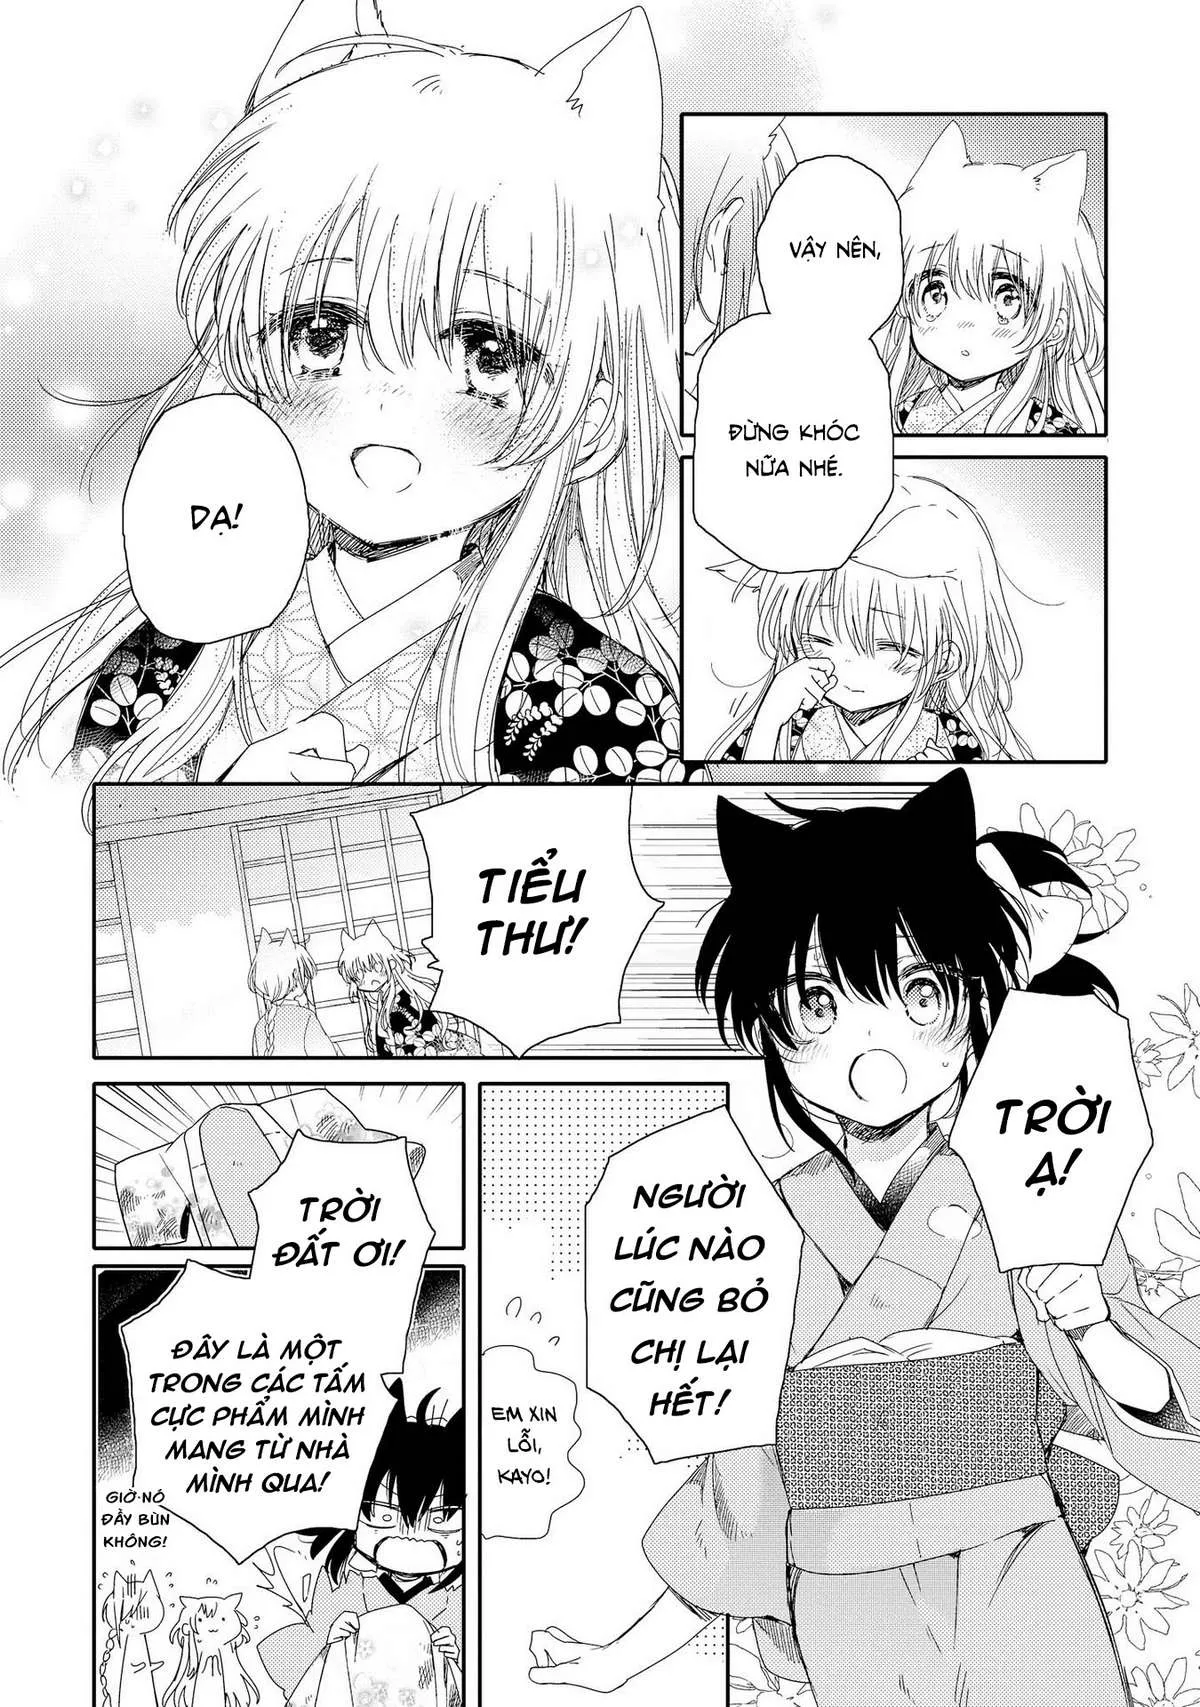 VẬY NÊN,
ĐỪNG KHÓC
NỮA NHÉ.
DẠ!
TIỂU
THƯ!
TRỜI
Ạ!
NGƯỜI
LÚC NÀO
CŨNG BỎ
CHỊ LẠI
HẾT!
EM XIN
LỖI,
KAYO!
TRỜI
ĐẤT ƠI!
ĐÂY LÀ MỘT
TRONG CÁC TẤM
CỰC PHẨM MÌNH
MANG TỪ NHÀ
MÌNH QUA!
GIỜ NÓ
ĐẦY BÙN
KHÔNG!